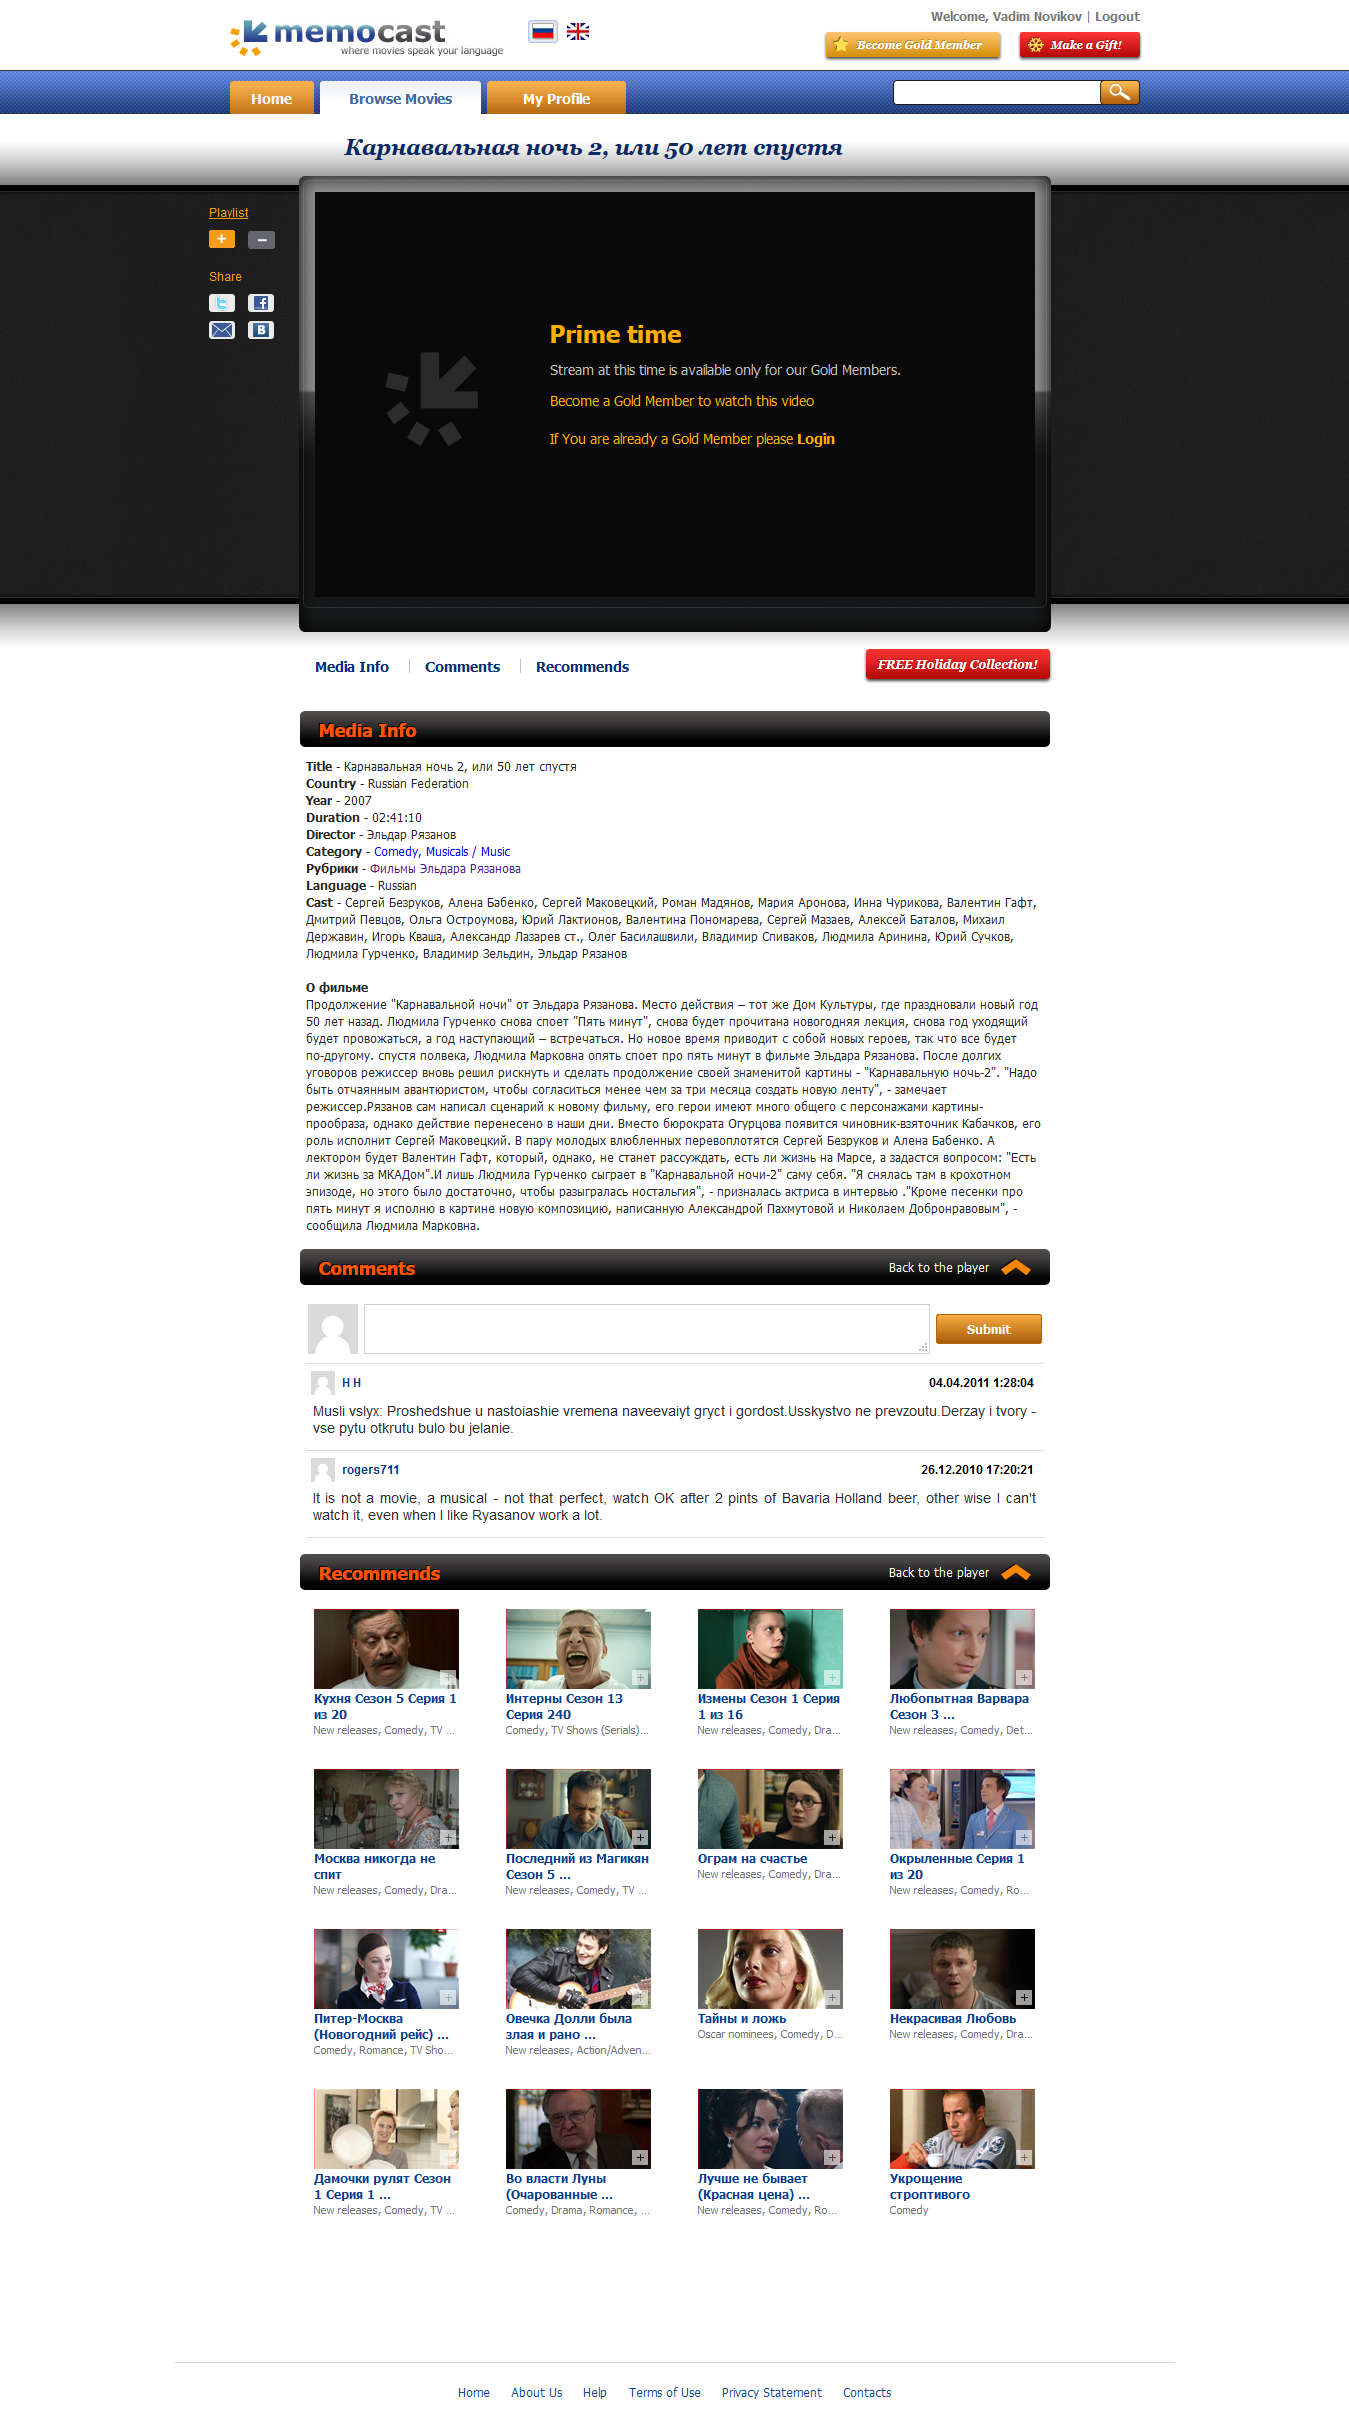 memocast
where movies speak your language
Welcome, Vadim Novikov | Logout
Become Gold Member
Make a Gift!
Home
Browse Movies
My Profile
Карнавальная ночь 2, или 50 лет спустя
Playlist
Share
Prime time
Stream at this time is available only for our Gold Members.
Become a Gold Member to watch this video
If You are already a Gold Member please Login
Media Info
Comments
Recommends
FREE Holiday Collection!
Media Info
Title - Карнавальная ночь 2, или 50 лет спустя
Country - Russian Federation
Year - 2007
Duration - 02:41:10
Director - Эльдар Рязанов
Category - Comedy, Musicals / Music
Рубрики - Фильмы Эльдара Рязанова
Language - Russian
Cast - Сергей Безруков, Алена Бабенко, Сергей Маковецкий, Роман Мадянов, Мария Аронова, Инна Чурикова, Валентин Гафт,
Дмитрий Певцов, Ольга Остроумова, Юрий Лактионов, Валентина Пономарева, Сергей Мазаев, Алексей Баталов, Михаил
Державин, Игорь Кваша, Александр Лазарев ст., Олег Басилашвили, Владимир Спиваков, Людмила Аринина, Юрий Сучков,
Людмила Гурченко, Владимир Зельдин, Эльдар Рязанов
О фильме
Продолжение "Карнавальной ночи" от Эльдара Рязанова. Место действия – тот же Дом Культуры, где праздновали новый год
50 лет назад. Людмила Гурченко снова споет "Пять минут", снова будет прочитана новогодняя лекция, снова год уходящий
будет провожаться, а год наступающий – встречаться. Но новое время приводит с собой новых героев, так что все будет
по-другому. спустя полвека, Людмила Марковна опять споет про пять минут в фильме Эльдара Рязанова. После долгих
уговоров режиссер вновь решил рискнуть и сделать продолжение своей знаменитой картины - "Карнавальную ночь-2". "Надо
быть отчаянным авантюристом, чтобы согласиться менее чем за три месяца создать новую ленту", - замечает
режиссер.Рязанов сам написал сценарий к новому фильму, его герои имеют много общего с персонажами картины-
прообраза, однако действие перенесено в наши дни. Вместо бюрократа Огурцова появится чиновник-взяточник Кабачков, его
роль исполнит Сергей Маковецкий. В пару молодых влюбленных перевоплотятся Сергей Безруков и Алена Бабенко. А
лектором будет Валентин Гафт, который, однако, не станет рассуждать, есть ли жизнь на Марсе, а задастся вопросом: "Есть
ли жизнь за МКАДом".И лишь Людмила Гурченко сыграет в "Карнавальной ночи-2" саму себя. "Я снялась там в крохотном
эпизоде, но этого было достаточно, чтобы разыгралась ностальгия", - призналась актриса в интервью ."Кроме песенки про
пять минут я исполню в картине новую композицию, написанную Александрой Пахмутовой и Николаем Добронравовым", -
сообщила Людмила Марковна.
Comments
Back to the player
Submit
H H
04.04.2011 1:28:04
Musli vslyx: Proshedshue u nastoiashie vremena naveevaiyt gryct i gordost.Usskystvo ne prevzoutu.Derzay i tvory -
vse pytu otkrutu bulo bu jelanie.
rogers711
26.12.2010 17:20:21
It is not a movie, a musical - not that perfect, watch OK after 2 pints of Bavaria Holland beer, other wise I can't
watch it, even when I like Ryasanov work a lot.
Recommends
Back to the player
Кухня Сезон 5 Серия 1
из 20
New releases, Comedy, TV ...
Интерны Сезон 13
Серия 240
Comedy, TV Shows (Serials)...
Измены Сезон 1 Серия
1 из 16
New releases, Comedy, Dra...
Любопытная Варвара
Сезон 3 ...
New releases, Comedy, Det...
Москва никогда не
спит
New releases, Comedy, Dra...
Последний из Магикян
Сезон 5 ...
New releases, Comedy, TV ...
Ограм на счастье
New releases, Comedy, Dra...
Окрыленные Серия 1
из 20
New releases, Comedy, Ro...
Питер-Москва
(Новогодний рейс) ...
Comedy, Romance, TV Sho...
Овечка Долли была
злая и рано ...
New releases, Action/Adven...
Тайны и ложь
Oscar nominees, Comedy, D...
Некрасивая Любовь
New releases, Comedy, Dra...
Дамочки рулят Сезон
1 Серия 1 ...
New releases, Comedy, TV ...
Во власти Луны
(Очарованные ...
Comedy, Drama, Romance, ...
Лучше не бывает
(Красная цена) ...
New releases, Comedy, Ro...
Укрощение
строптивого
Comedy
Home
About Us
Help
Terms of Use
Privacy Statement
Contacts